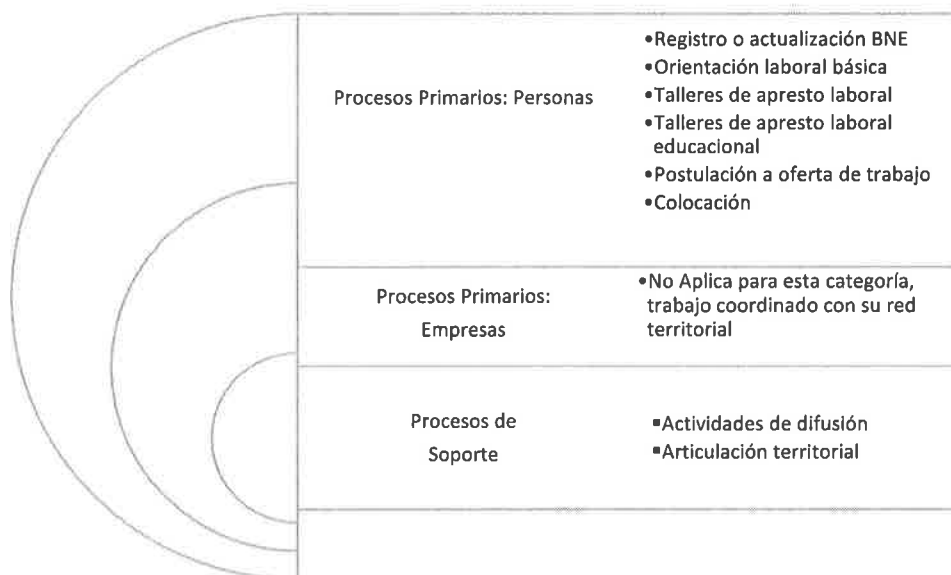 Procesos Primarios: Personas
•Registro o actualización BNE
•Orientación laboral básica
•Talleres de apresto laboral
•Talleres de apresto laboral
educacional
•Postulación a oferta de trabajo
•Colocación
Procesos Primarios:
Empresas
•No Aplica para esta categoría,
trabajo coordinado con su red
territorial
Procesos de
Soporte
▪Actividades de difusión
▪Articulación territorial